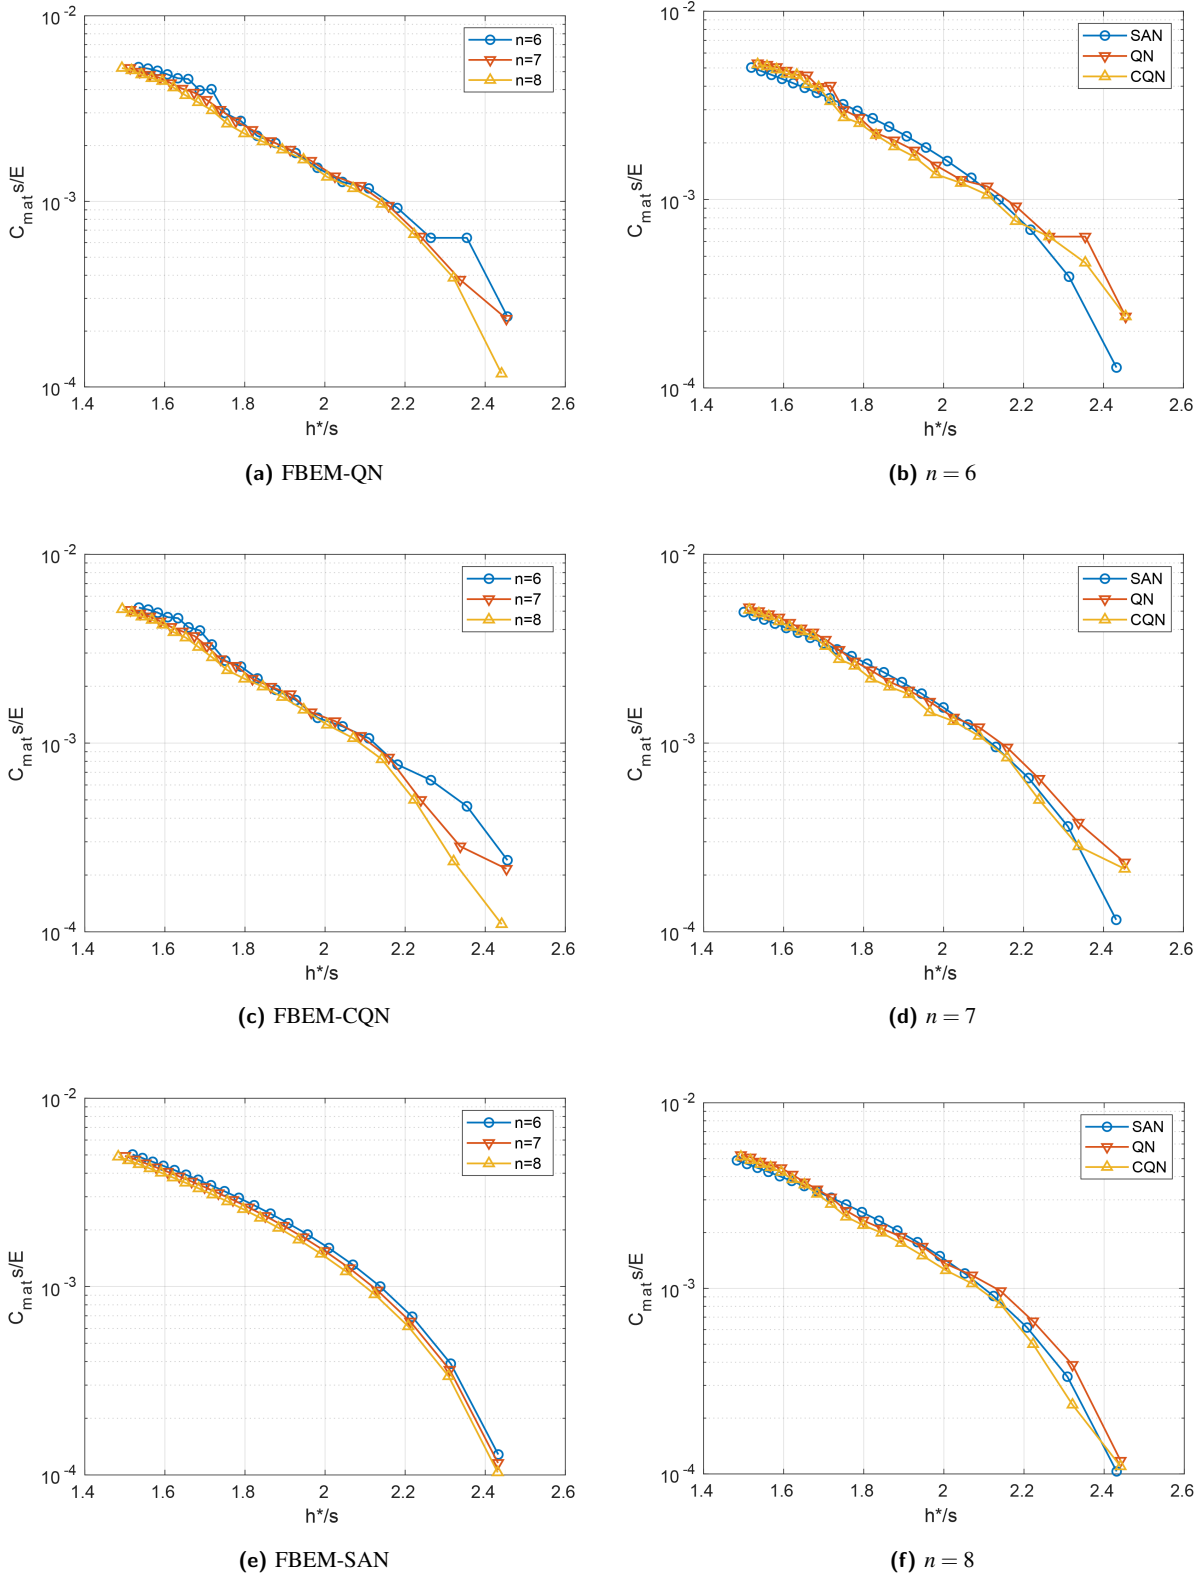 10-2
10-3
10-4
C_mat s/E
1.4 1.6 1.8 2 2.2 2.4 2.6
h*/s
n=6
n=7
n=8
(a) FBEM-QN
10-2
10-3
10-4
C_mat s/E
1.4 1.6 1.8 2 2.2 2.4 2.6
h*/s
SAN
QN
CQN
(b) n = 6
10-2
10-3
10-4
C_mat s/E
1.4 1.6 1.8 2 2.2 2.4 2.6
h*/s
n=6
n=7
n=8
(c) FBEM-CQN
10-2
10-3
10-4
C_mat s/E
1.4 1.6 1.8 2 2.2 2.4 2.6
h*/s
SAN
QN
CQN
(d) n = 7
10-2
10-3
10-4
C_mat s/E
1.4 1.6 1.8 2 2.2 2.4 2.6
h*/s
n=6
n=7
n=8
(e) FBEM-SAN
10-2
10-3
10-4
C_mat s/E
1.4 1.6 1.8 2 2.2 2.4 2.6
h*/s
SAN
QN
CQN
(f) n = 8